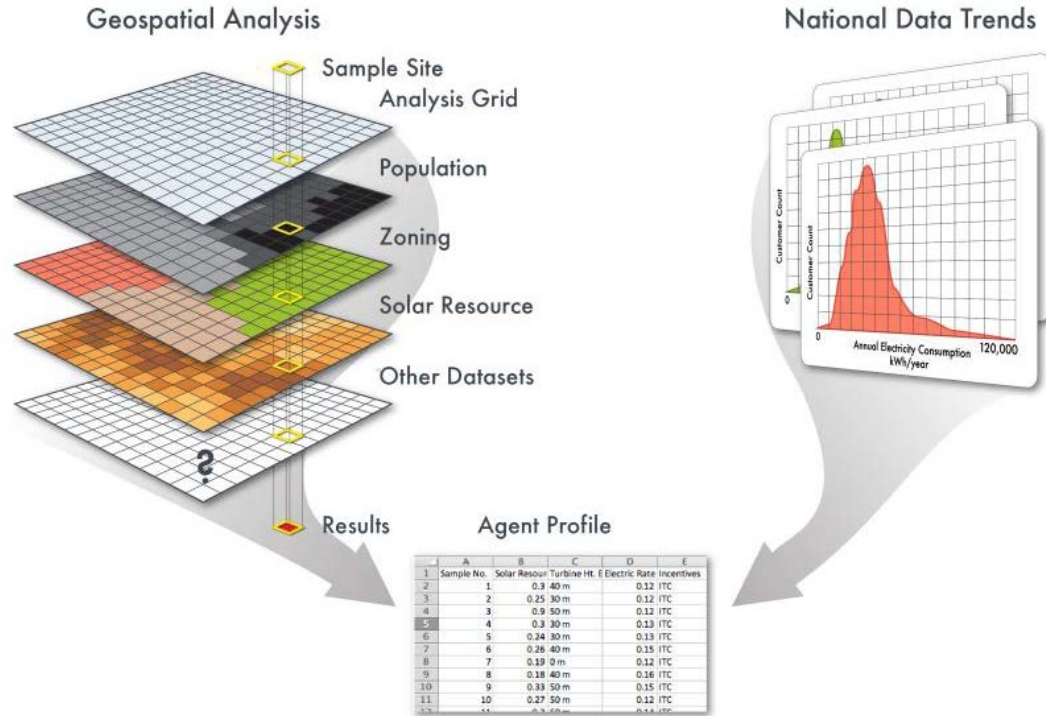 Geospatial Analysis
National Data Trends
Sample Site
Analysis Grid
Population
Zoning
Solar Resource
Other Datasets
?
Results
Customer Count
0
Customer Count
0
Annual Electricity Consumption
kWh/year
120,000
Agent Profile
A B C D E
1 Sample No. Solar Resour Turbine Ht. E Electric Rate Incentives
2 1 0.3 40 m 0.12 ITC
3 2 0.25 30 m 0.12 ITC
4 3 0.9 50 m 0.12 ITC
5 4 0.3 30 m 0.13 ITC
6 5 0.24 30 m 0.13 ITC
7 6 0.26 40 m 0.15 ITC
8 7 0.19 0 m 0.12 ITC
9 8 0.18 40 m 0.16 ITC
10 9 0.33 50 m 0.15 ITC
11 10 0.27 50 m 0.12 ITC